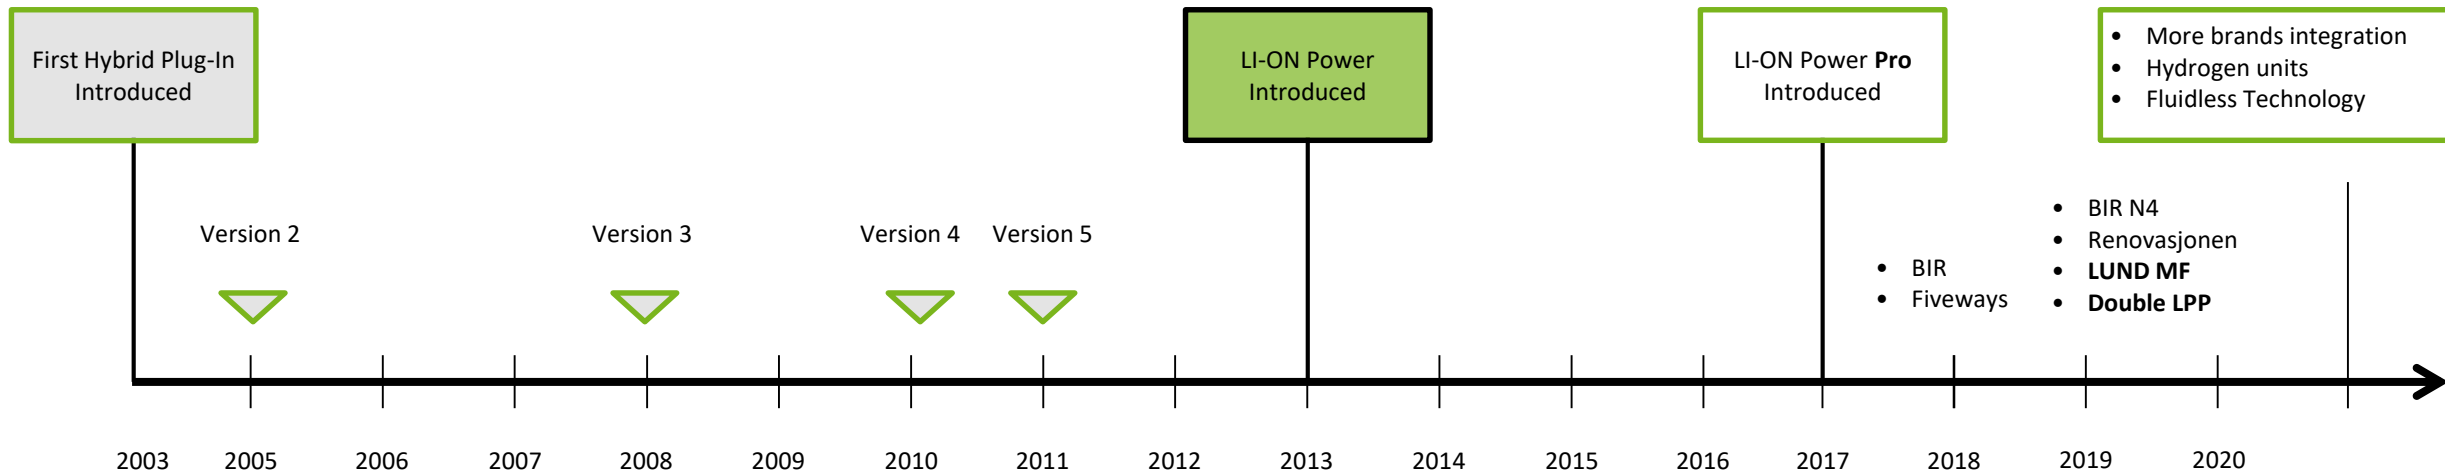 First Hybrid Plug-In
Introduced
LI-ON Power
Introduced
LI-ON Power Pro
Introduced
• More brands integration
• Hydrogen units
• Fluidless Technology
Version 2
Version 3
Version 4
Version 5
• BIR
• Fiveways
• BIR N4
• Renovasjonen
• LUND MF
• Double LPP
2003 2005 2006 2007 2008 2009 2010 2011 2012 2013 2014 2015 2016 2017 2018 2019 2020